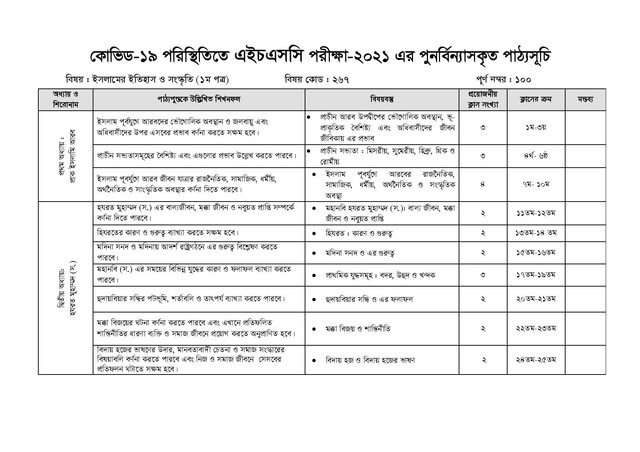 কোভিড-১৯ পরিস্থিতিতে এইচএসসি পরীক্ষা-২০২১ এর পুনর্বিন্যাসকৃত পাঠ্যসূচি
বিষয় : ইসলামের ইতিহাস ও সংস্কৃতি (১ম পত্র) বিষয় কোড : ২৬৭ পূর্ণ নম্বর : ১০০
অধ্যায় ও শিরোনাম
পাঠ্যপুস্তকে উল্লিখিত শিখনফল
বিষয়বস্তু
প্রয়োজনীয়
ক্লাস সংখ্যা
ক্লাসের ক্রম
মন্তব্য
প্রথম অধ্যায় :
প্রাক ইসলামি আরব
ইসলাম পূর্বযুগে আরবদের ভৌগোলিক অবস্থান ও জলবায়ু এবং
অধিবাসীদের উপর এসবের প্রভাব বর্ণনা করতে সক্ষম হবে।
• প্রাচীন আরব উপদ্বীপের ভৌগোলিক অবস্থান, ভূ-
প্রাকৃতিক বৈশিষ্ট্য এবং অধিবাসীদের জীবন
জীবিকায় এর প্রভাব
৩
১ম-৩য়
প্রাচীন সভ্যতাসমূহের বৈশিষ্ট্য এবং এগুলোর প্রভাব উল্লেখ করতে পারবে।
• প্রাচীন সভ্যতা : মিসরীয়, সুমেরীয়, হিব্রু, গ্রিক ও
রোমীয়
৩
৪র্থ- ৬ষ্ঠ
ইসলাম পূর্বযুগে আরব জীবন যাত্রার রাজনৈতিক, সামাজিক, ধর্মীয়,
অর্থনৈতিক ও সাংস্কৃতিক অবস্থার বর্ণনা দিতে পারবে।
• ইসলাম পূর্বযুগে আরবের রাজনৈতিক,
সামাজিক, ধর্মীয়, অর্থনৈতিক ও সংস্কৃতিক
অবস্থা
৪
৭ম- ১০ম
দ্বিতীয় অধ্যায়ঃ
হযরত মুহাম্মদ (স.)
হযরত মুহাম্মদ (স.) এর বাল্যজীবন, মক্কা জীবন ও নবুয়ত প্রাপ্তি সম্পর্কে
বর্ণনা দিতে পারবে।
• মহানবি হযরত মুহাম্মদ (স.)। বাল্য জীবন, মক্কা
জীবন ও নবুয়ত প্রাপ্তি
২
১১তম-১২তম
হিযরতের কারণ ও গুরুত্ব ব্যাখ্যা করতে সক্ষম হবে।
• হিযরত । কারণ ও গুরুত্ব
২
১৩তম-১৪ তম
মদিনা সনদ ও মদিনায় আদর্শ রাষ্ট্রগঠনে এর গুরুত্ব বিশ্লেষণ করতে
পারবে।
• মদিনা সনদ ও এর গুরুত্ব
২
১৫তম-১৬তম
মহানবি (স.) এর সময়ের বিভিন্ন যুদ্ধের কারণ ও ফলাফল ব্যাখ্যা করতে
পারবে।
• প্রাথমিক যুদ্ধসমূহ : বদর, উহুদ ও খন্দক
৩
১৭তম-১৯তম
হুদায়বিয়ার সন্ধির পটভূমি, শর্তাবলি ও তাৎপর্য ব্যাখ্যা করতে পারবে।
• হুদায়বিয়ার সন্ধি ও এর ফলাফল
২
২০তম-২১তম
মক্কা বিজয়ের ঘটনা বর্ণনা করতে পারবে এবং এখানে প্রতিফলিত
শান্তিনীতির ধারণা ব্যক্তি ও সমাজ জীবনে প্রয়োগ করতে অনুপ্রাণিত হবে।
• মক্কা বিজয় ও শান্তিনীতি
২
২২তম-২৩তম
বিদায় হজের ভাষণের উদার, মানবতাবাদী চেতনা ও সমাজ সংস্কারের
বিষয়াবলি বর্ণনা করতে পারবে এবং নিজ ও সমাজ জীবনে সেসবের
প্রতিফলন ঘটাতে সক্ষম হবে।
• বিদায় হজ ও বিদায় হজের ভাষণ
২
২৪তম-২৫তম